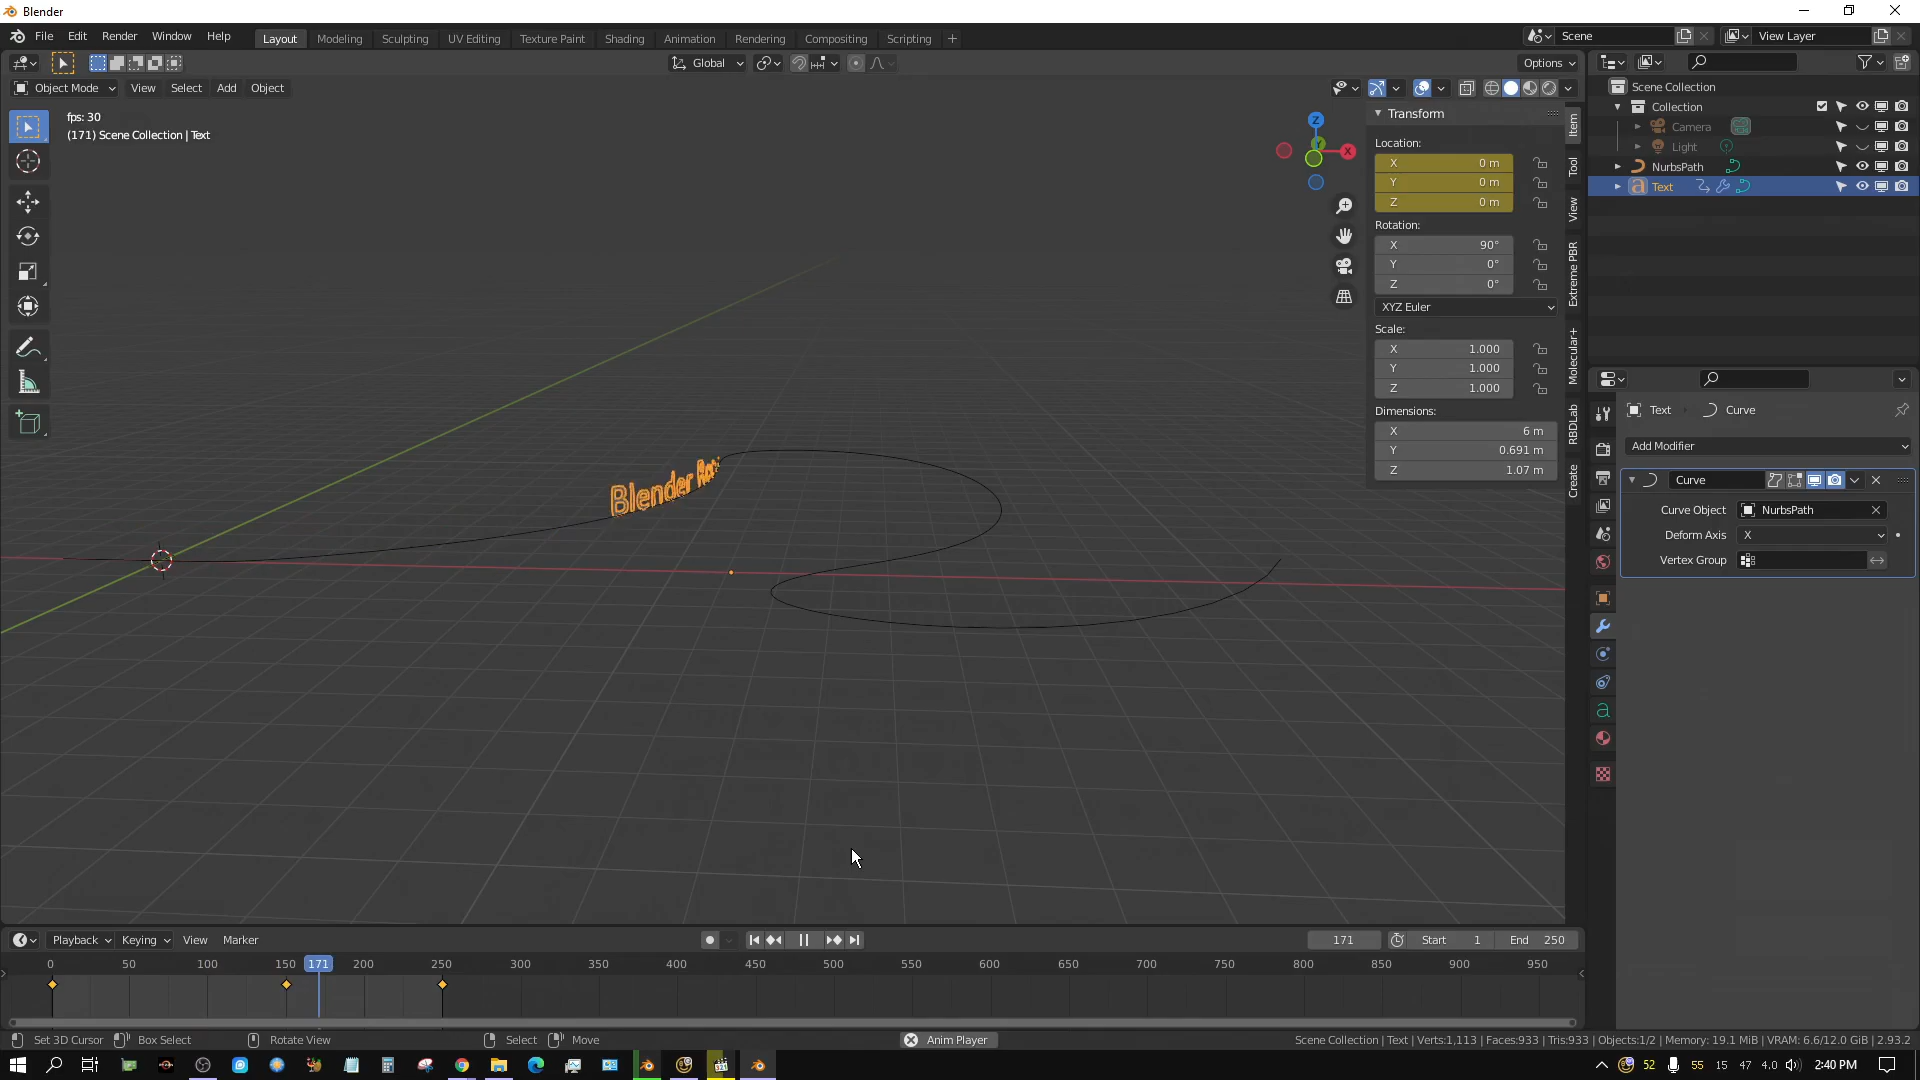 Blender
File Edit Render Window Help Layout Modeling Sculpting UV Editing Texture Paint Shading Animation Rendering Compositing Scripting + Scene View Layer
Global Options
Object Mode View Select Add Object
fps: 30
(171) Scene Collection | Text
Z
Y
X
Transform
Location:
X 0 m
Y 0 m
Z 0 m
Rotation:
X 90°
Y 0°
Z 0°
XYZ Euler
Scale:
X 1.000
Y 1.000
Z 1.000
Dimensions:
X 6 m
Y 0.691 m
Z 1.07 m
Item
Tool
View
Extreme PBR
Molecular+
RBDLab
Create
Scene Collection
Collection
Camera
Light
NurbsPath
Text
Text Curve
Add Modifier
Curve
Curve Object NurbsPath
Deform Axis X
Vertex Group
Blender
Playback Keying View Marker 171 Start 1 End 250
0 50 100 150 171 200 250 300 350 400 450 500 550 600 650 700 750 800 850 900 950
Set 3D Cursor Box Select Rotate View Select Move Anim Player Scene Collection | Text | Verts:1,113 | Faces:933 | Tris:933 | Objects:1/2 | Memory: 19.1 MiB | VRAM: 6.6/12.0 GiB | 2.93.2
52 55 15 47 4.0 2:40 PM